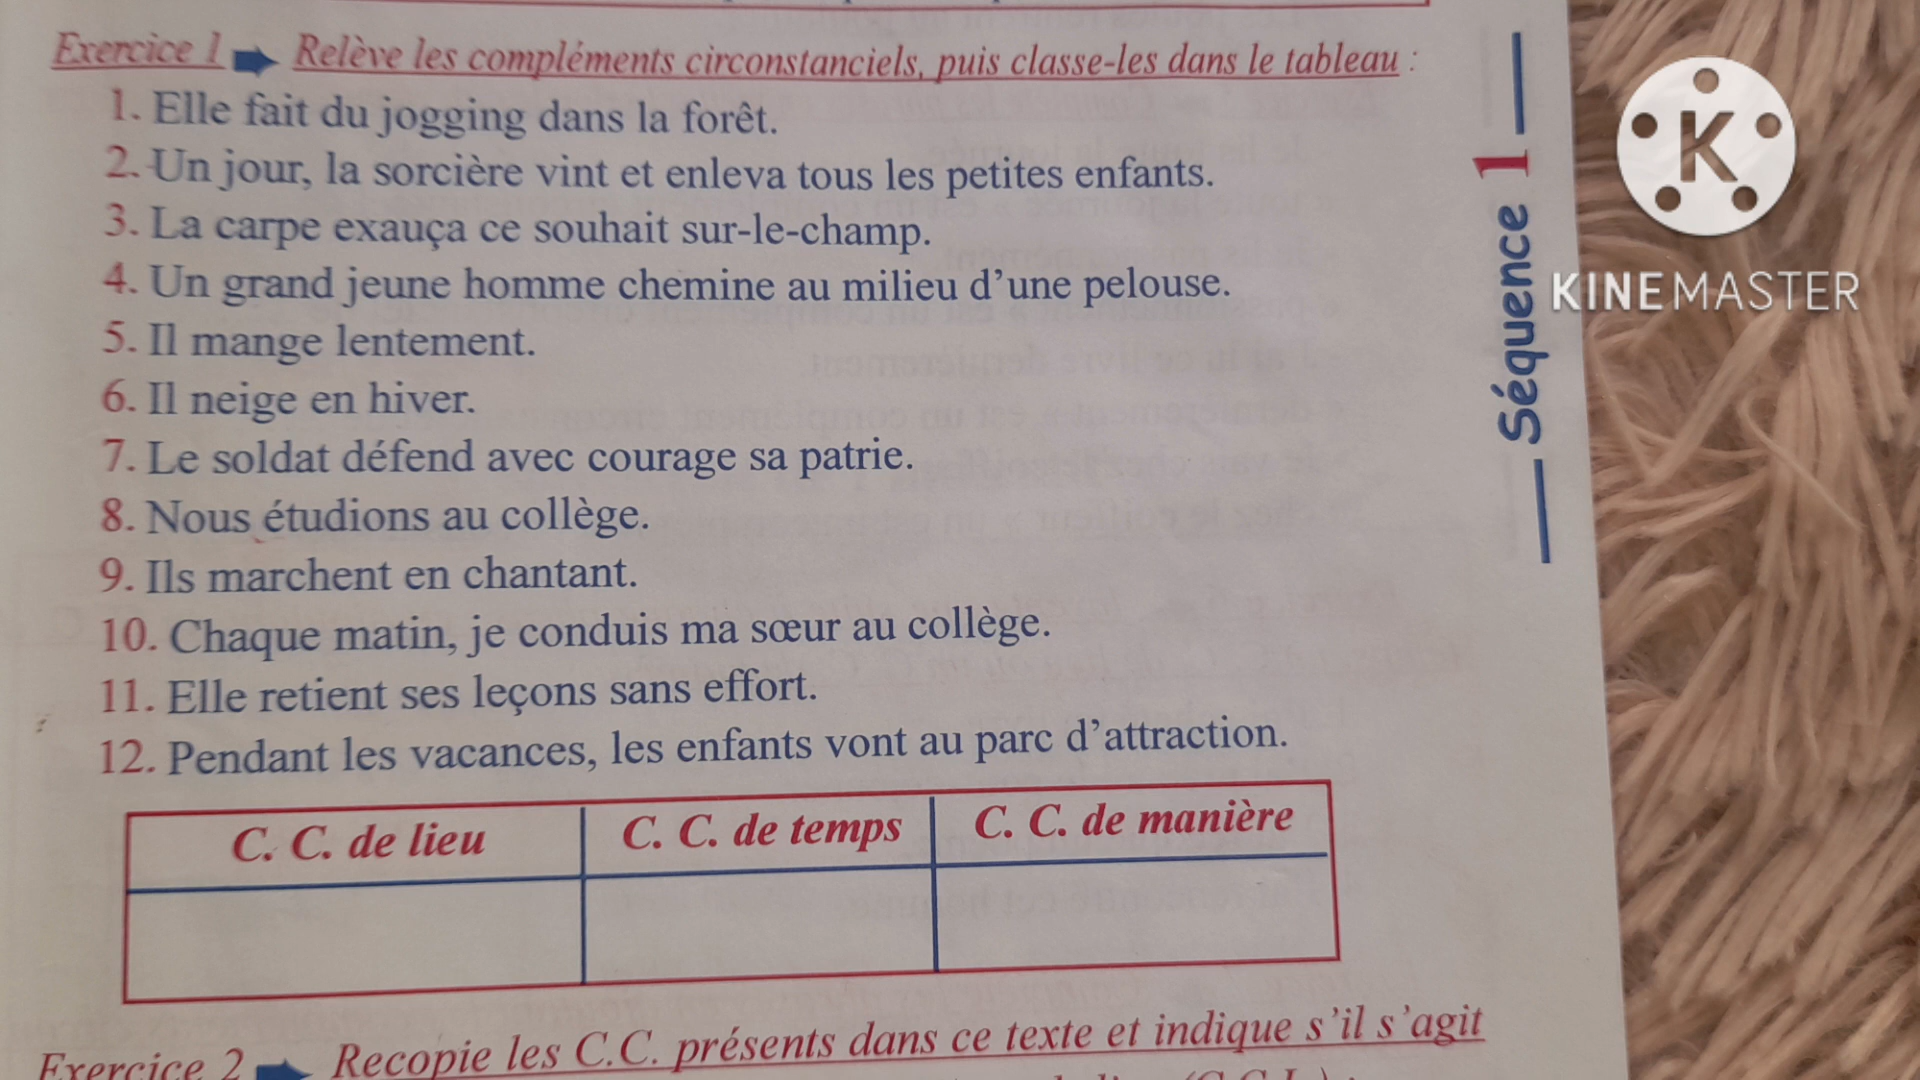 Exercice 1 Relève les compléments circonstanciels, puis classe-les dans le tableau :
1. Elle fait du jogging dans la forêt.
2. Un jour, la sorcière vint et enleva tous les petites enfants.
3. La carpe exauça ce souhait sur-le-champ.
4. Un grand jeune homme chemine au milieu d'une pelouse.
5. Il mange lentement.
6. Il neige en hiver.
7. Le soldat défend avec courage sa patrie.
8. Nous étudions au collège.
9. Ils marchent en chantant.
10. Chaque matin, je conduis ma sœur au collège.
11. Elle retient ses leçons sans effort.
12. Pendant les vacances, les enfants vont au parc d'attraction.
C. C. de lieu C. C. de temps C. C. de manière
Exercice 2 Recopie les C.C. présents dans ce texte et indique s'il s'agit
Séquence 1
K
KINEMASTER